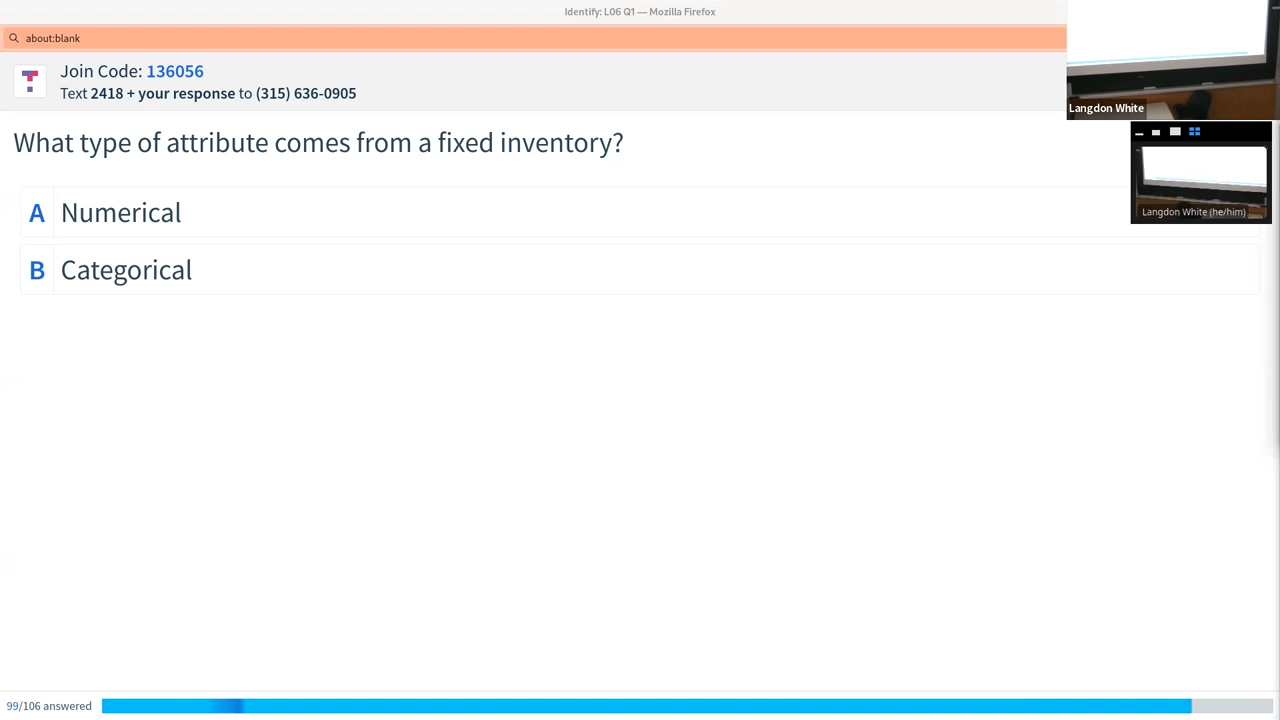 Identify: L06 Q1 — Mozilla Firefox
about:blank
Join Code: 136056
Text 2418 + your response to (315) 636-0905
Langdon White
What type of attribute comes from a fixed inventory?
Langdon White (he/him)
A Numerical
B Categorical
99/106 answered